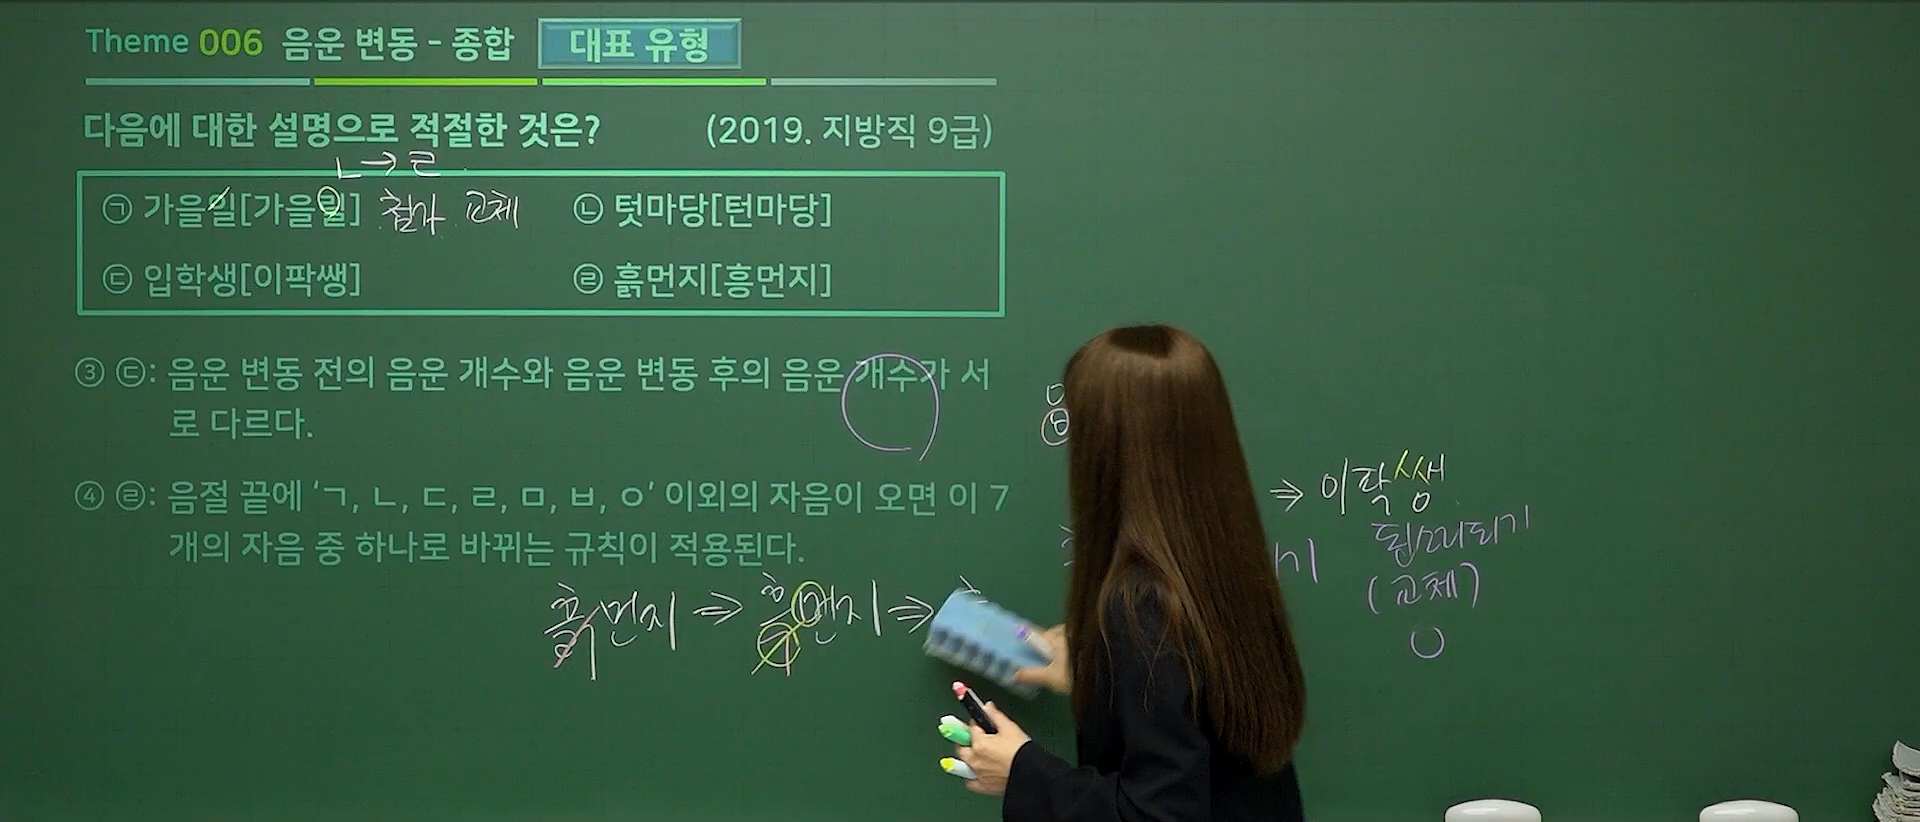 Theme 006 음운 변동 - 종합 대표 유형
다음에 대한 설명으로 적절한 것은? (2019. 지방직 9급)
ㄴ→ㄹ
㉠ 가을일[가을릴] 첨가 교체 ㉡ 텃마당[턴마당]
㉢ 입학생[이팍쌩] ㉣ 흙먼지[흥먼지]
③ ㉢: 음운 변동 전의 음운 개수와 음운 변동 후의 음운 개수가 서
로 다르다.
④ ㉣: 음절 끝에 ‘ㄱ, ㄴ, ㄷ, ㄹ, ㅁ, ㅂ, ㅇ’ 이외의 자음이 오면 이 7
개의 자음 중 하나로 바뀌는 규칙이 적용된다.
⇒ 이팍쌩
된소리되기
(교체)
흙먼지 ⇒ 흑먼지 ⇒